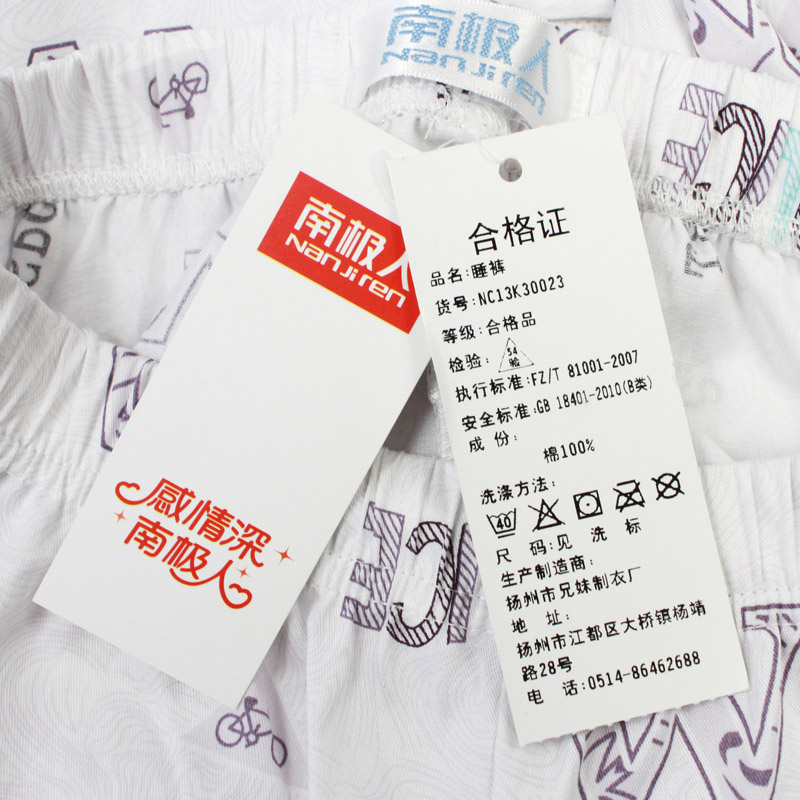 南极人
Nanjiren
CE
南极人
Nanjiren
感情深
南极人
合格证
品名:睡裤
货号:NC13K30023
等级:合格品
检验: 54 验
执行标准:FZ/T 81001-2007
安全标准:GB 18401-2010(B类)
成 份:
棉100%
洗涤方法:
40
尺 码:见 洗 标
生产制造商:
扬州市兄妹制衣厂
地 址:
扬州市江都区大桥镇杨靖
路28号
电 话:0514-86462688